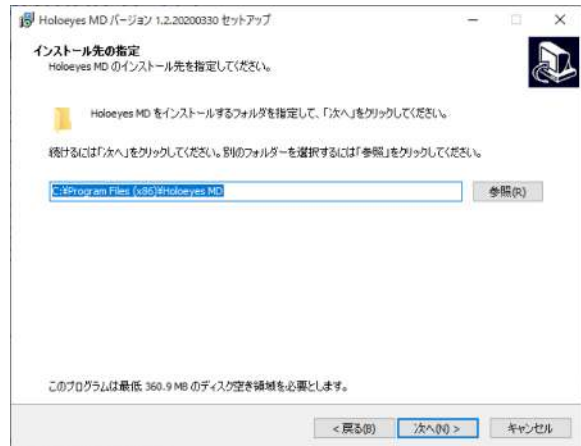 Holoeyes MD バージョン 1.2.20200330 セットアップ
インストール先の指定
Holoeyes MD のインストール先を指定してください。
Holoeyes MD をインストールするフォルダを指定して、「次へ」をクリックしてください。
続けるには「次へ」をクリックしてください。別のフォルダーを選択するには「参照」をクリックしてください。
C:¥Program Files (x86)¥Holoeyes MD
参照(R)
このプログラムは最低 360.9 MB のディスク空き領域を必要とします。
< 戻る(B)
次へ(N) >
キャンセル